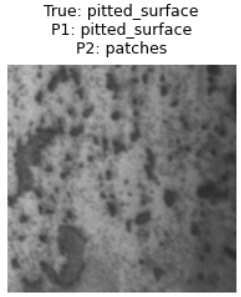 True: pitted_surface
P1: pitted_surface
P2: patches